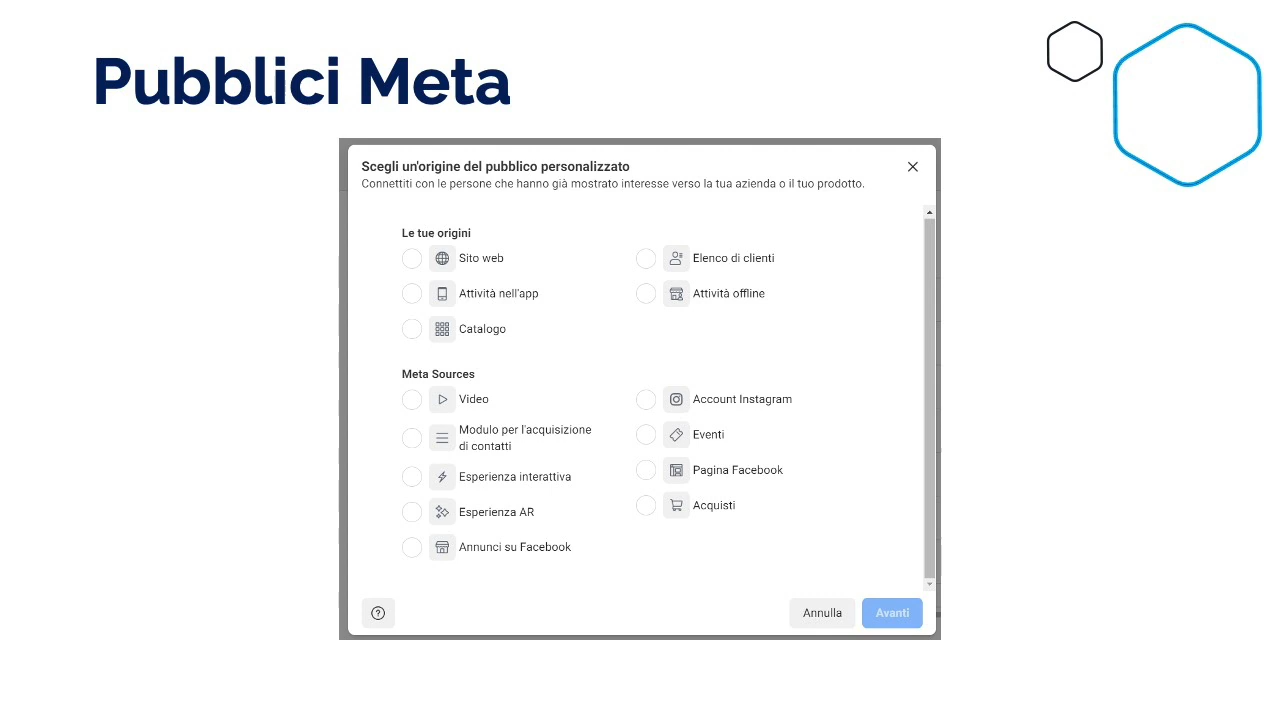 Pubblici Meta
Scegli un'origine del pubblico personalizzato
Connettiti con le persone che hanno già mostrato interesse verso la tua azienda o il tuo prodotto.
Le tue origini
Sito web
Elenco di clienti
Attività nell'app
Attività offline
Catalogo
Meta Sources
Video
Account Instagram
Modulo per l'acquisizione
di contatti
Eventi
Esperienza interattiva
Pagina Facebook
Esperienza AR
Acquisti
Annunci su Facebook
Annulla
Avanti